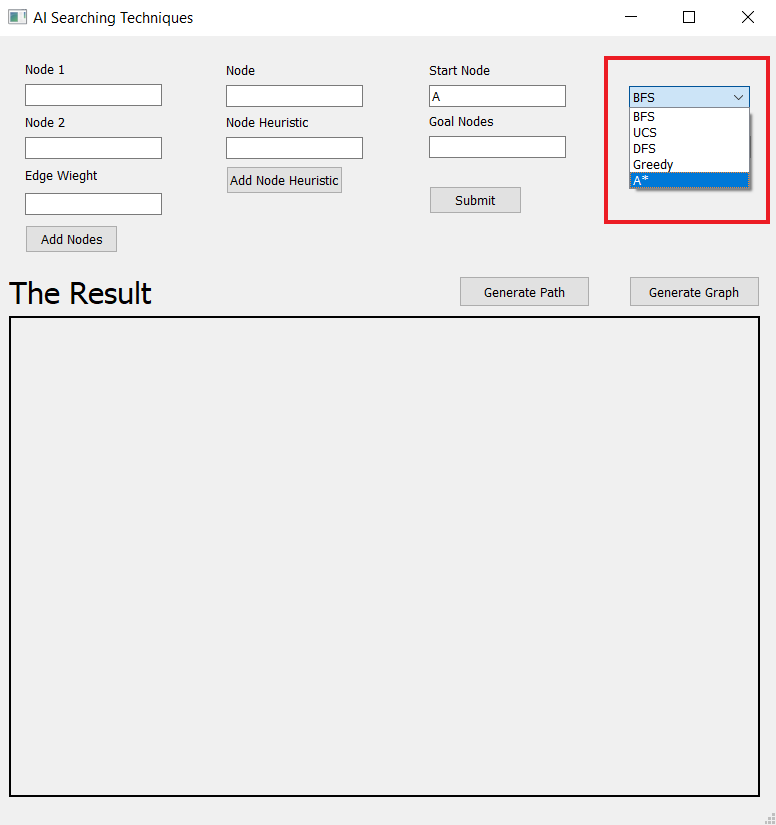 AI Searching Techniques
Node 1
Node 2
Edge Wieght
Add Nodes
Node
Node Heuristic
Add Node Heuristic
Start Node
A
Goal Nodes
Submit
BFS
BFS
UCS
DFS
Greedy
A*
The Result
Generate Path
Generate Graph